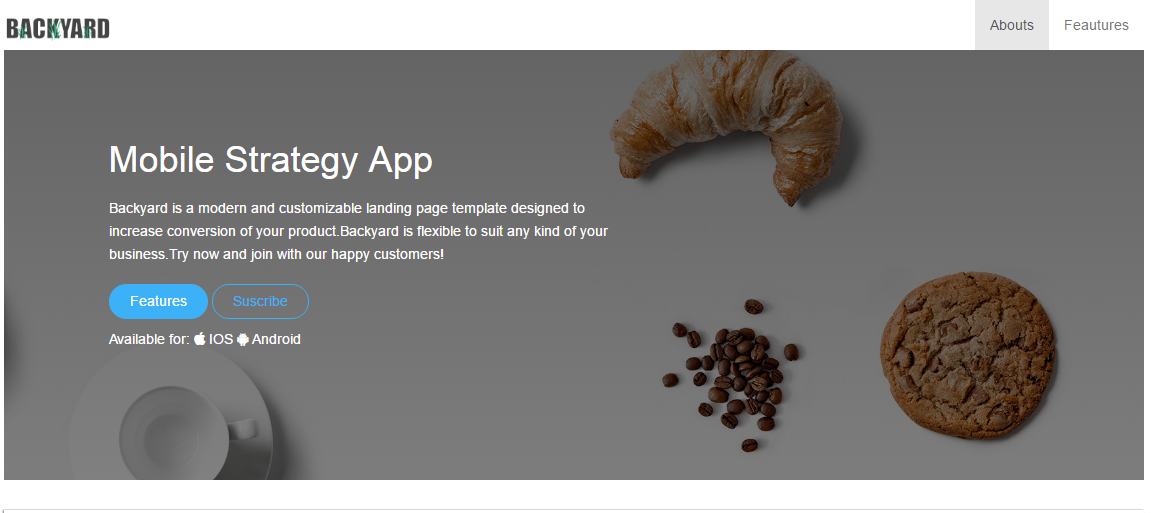 BACKYARD
Abouts
Feautures
Mobile Strategy App
Backyard is a modern and customizable landing page template designed to
increase conversion of your product.Backyard is flexible to suit any kind of your
business.Try now and join with our happy customers!
Features
Suscribe
Available for: IOS Android